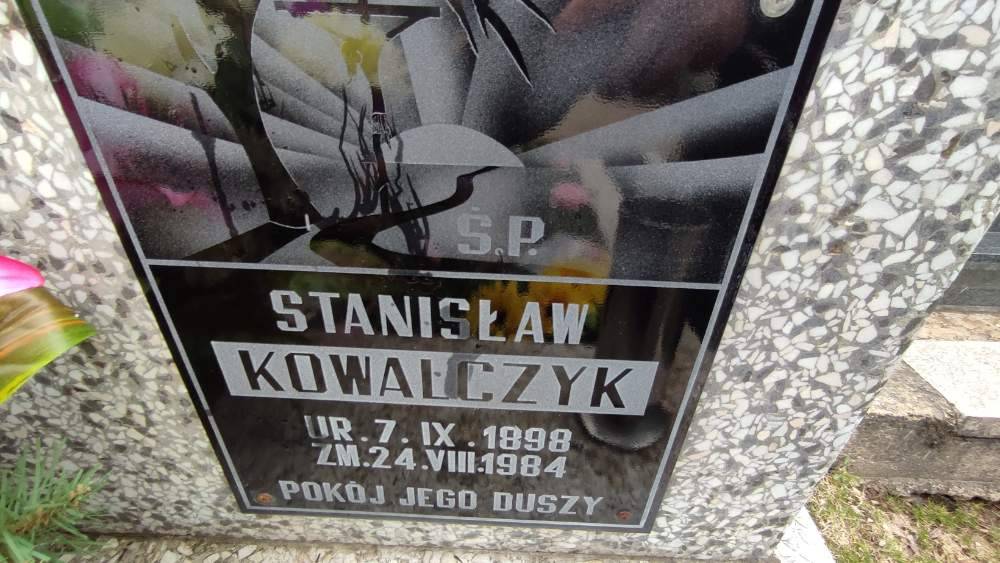 Ś.P.
STANISŁAW
KOWALCZYK
UR.7.IX.1898
ZM.24.VIII.1984
POKÓJ JEGO DUSZY